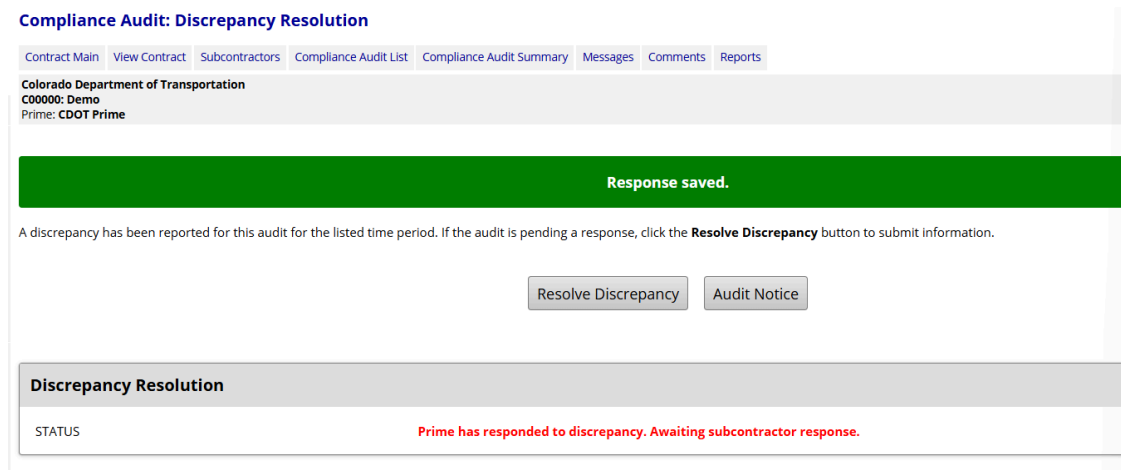 Compliance Audit: Discrepancy Resolution
Contract Main View Contract Subcontractors Compliance Audit List Compliance Audit Summary Messages Comments Reports
Colorado Department of Transportation
C00000: Demo
Prime: CDOT Prime
Response saved.
A discrepancy has been reported for this audit for the listed time period. If the audit is pending a response, click the Resolve Discrepancy button to submit information.
Resolve Discrepancy Audit Notice
Discrepancy Resolution
STATUS Prime has responded to discrepancy. Awaiting subcontractor response.